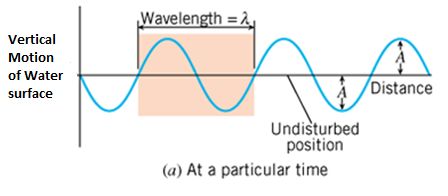 Wavelength = λ
Vertical
Motion
of Water
surface
A
A
Distance
Undisturbed
position
(a) At a particular time